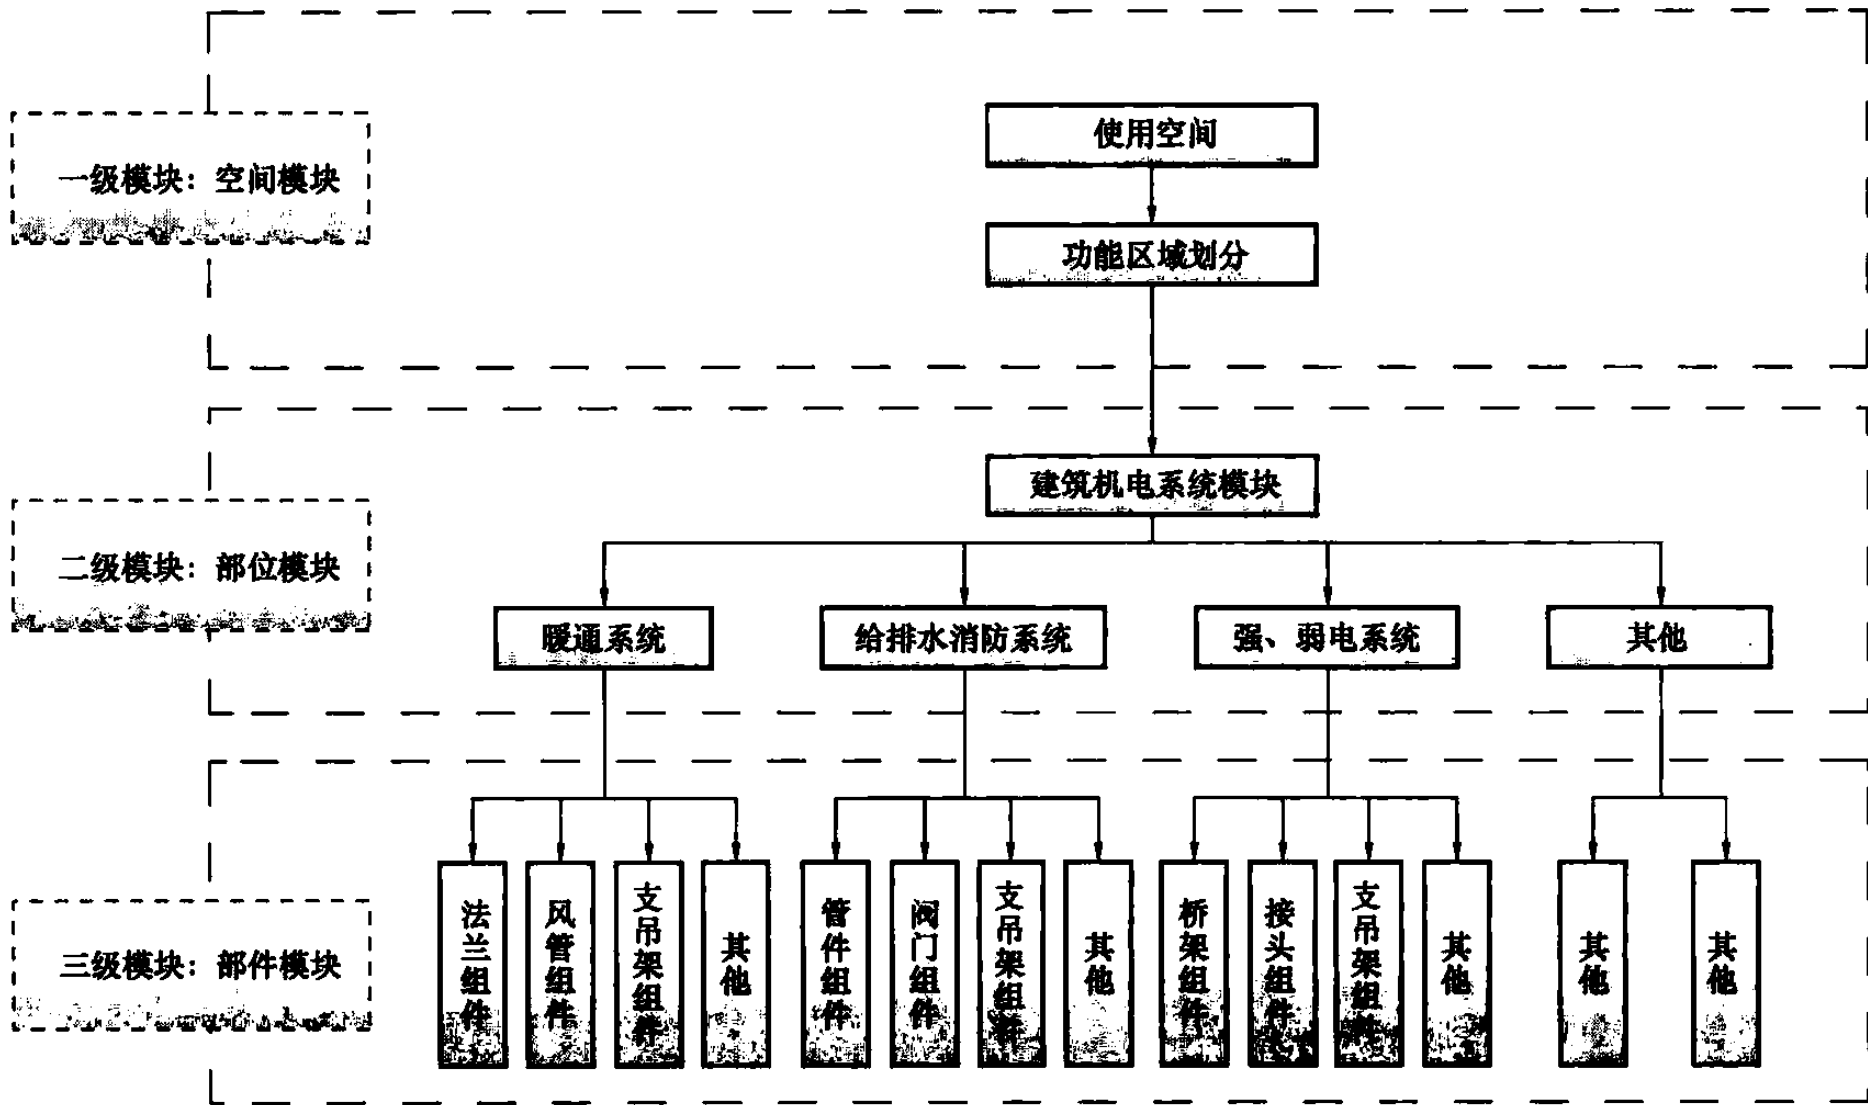 使用空间
一级模块：空间模块
功能区域划分
建筑机电系统模块
二级模块：部位模块
暖通系统
给排水消防系统
强、弱电系统
其他
三级模块：部件模块
法兰组件
风管组件
支吊架组件
其他
管件组件
阀门组件
支吊架组件
其他
桥架组件
接头组件
支吊架组件
其他
其他
其他